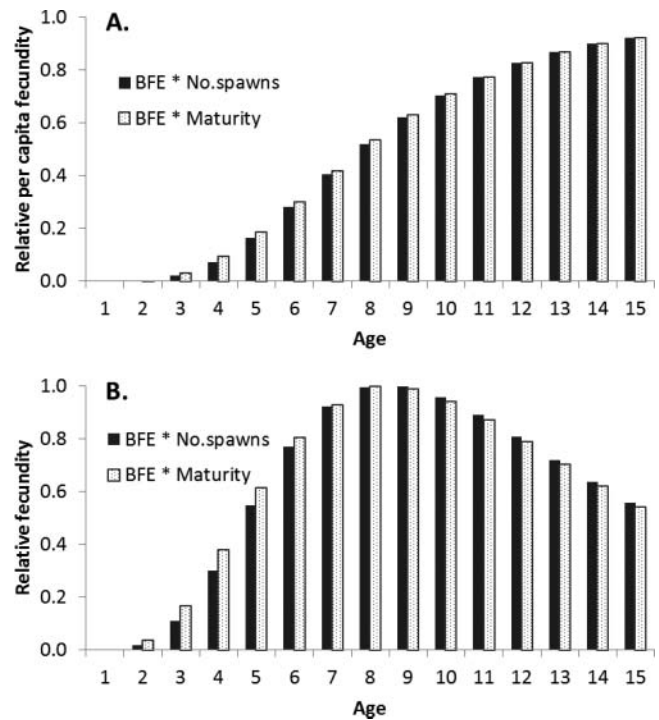 A.
Relative per capita fecundity
1.0
0.8
0.6
0.4
0.2
0.0
BFE * No.spawns
BFE * Maturity
1 2 3 4 5 6 7 8 9 10 11 12 13 14 15
Age
B.
Relative fecundity
1.0
0.8
0.6
0.4
0.2
0.0
BFE * No.spawns
BFE * Maturity
1 2 3 4 5 6 7 8 9 10 11 12 13 14 15
Age